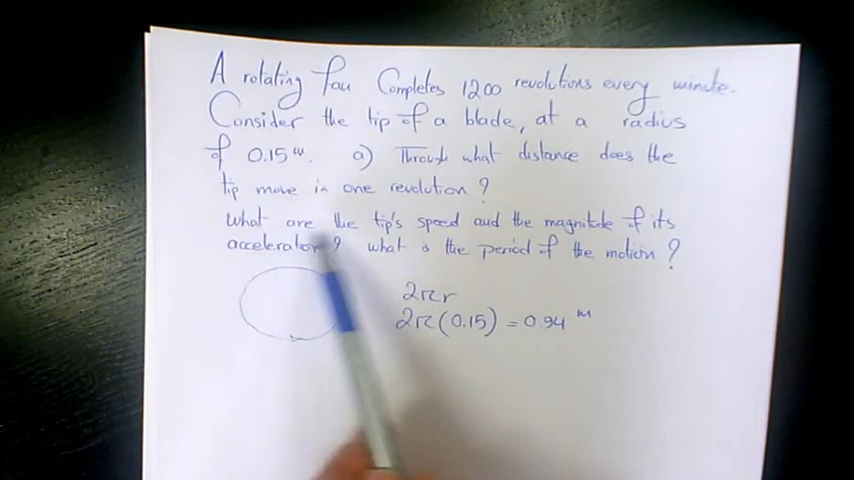 A rotating fan Completes 1200 revolutions every minute.
Consider the tip of a blade, at a radius
of 0.15 m. a) Through what distance does the
tip move in one revolution?
What are the tip's speed and the magnitude of its
acceleration? what is the period of the motion?
2πr
2π(0.15) = 0.94 m